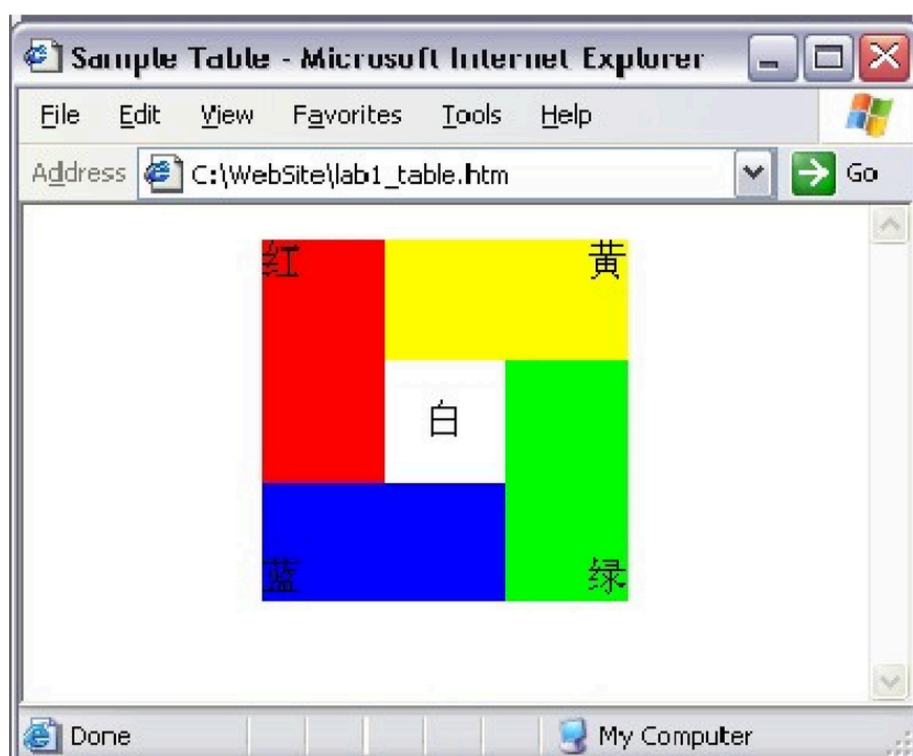 Sample Table - Microsoft Internet Explorer
File Edit View Favorites Tools Help
Address C:\WebSite\lab1_table.htm Go
红 黄
白
蓝 绿
Done My Computer